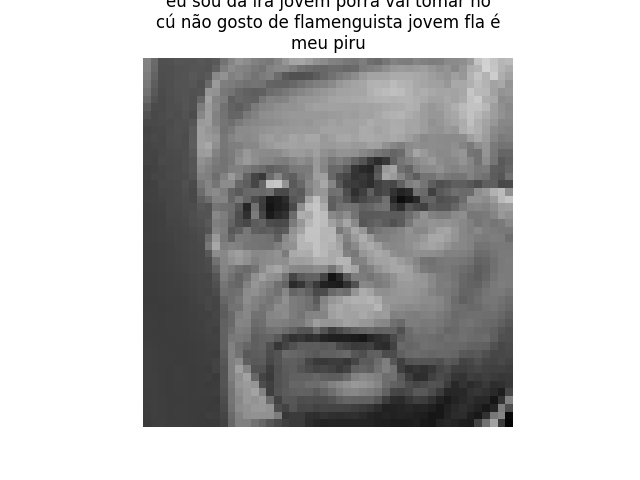 eu sou da ira jovem porra vai tomar no
cú não gosto de flamenguista jovem fla é
meu piru